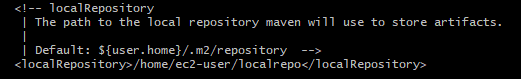 <!-- localRepository
| The path to the local repository maven will use to store artifacts.
|
| Default: ${user.home}/.m2/repository -->
<localRepository>/home/ec2-user/localrepo</localRepository>